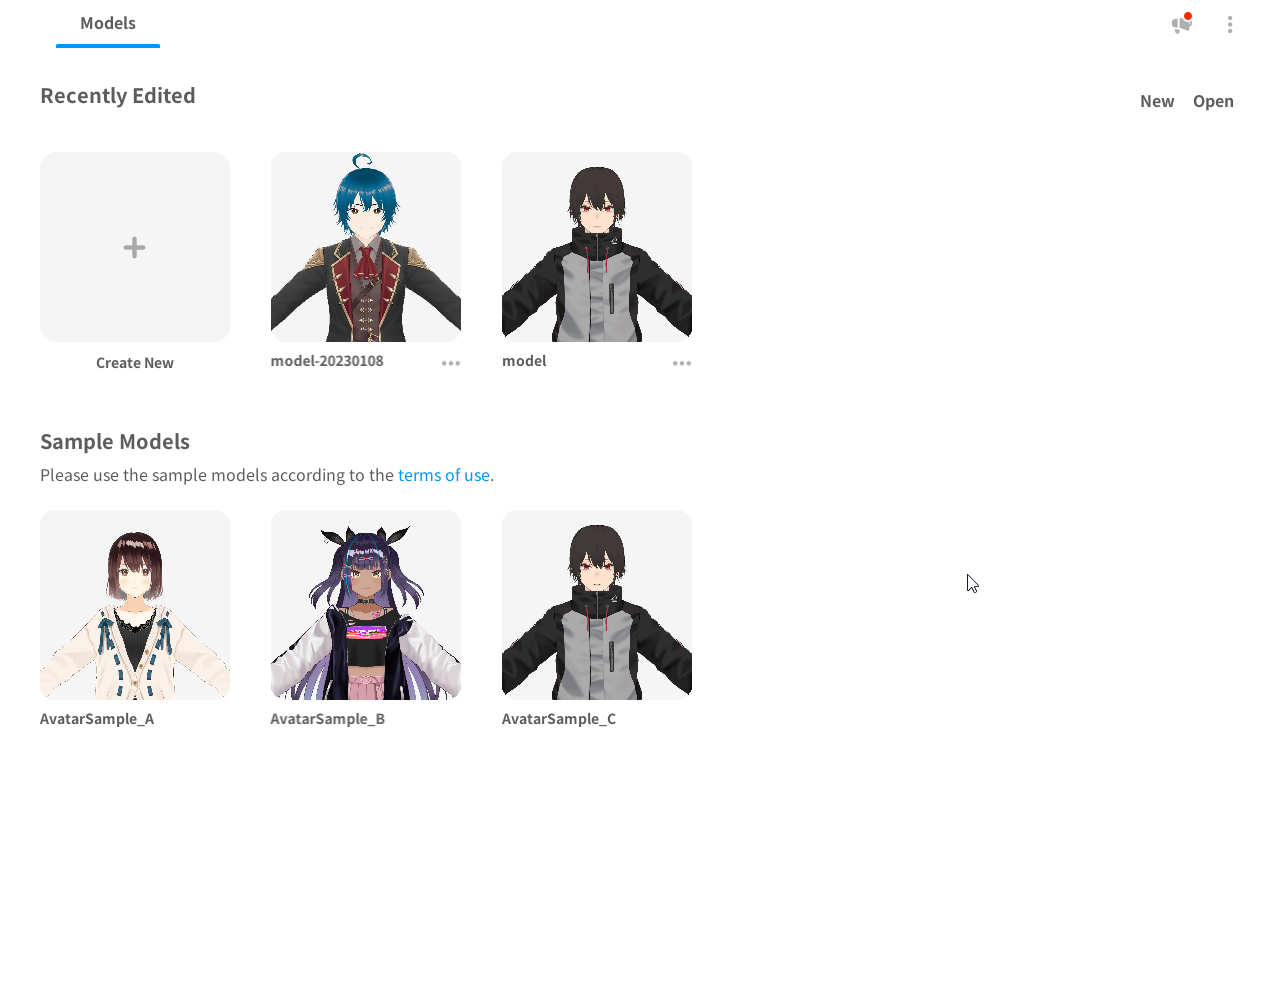 Models
Recently Edited
New Open
Create New
model-20230108
model
Sample Models
Please use the sample models according to the terms of use.
AvatarSample_A
AvatarSample_B
AvatarSample_C